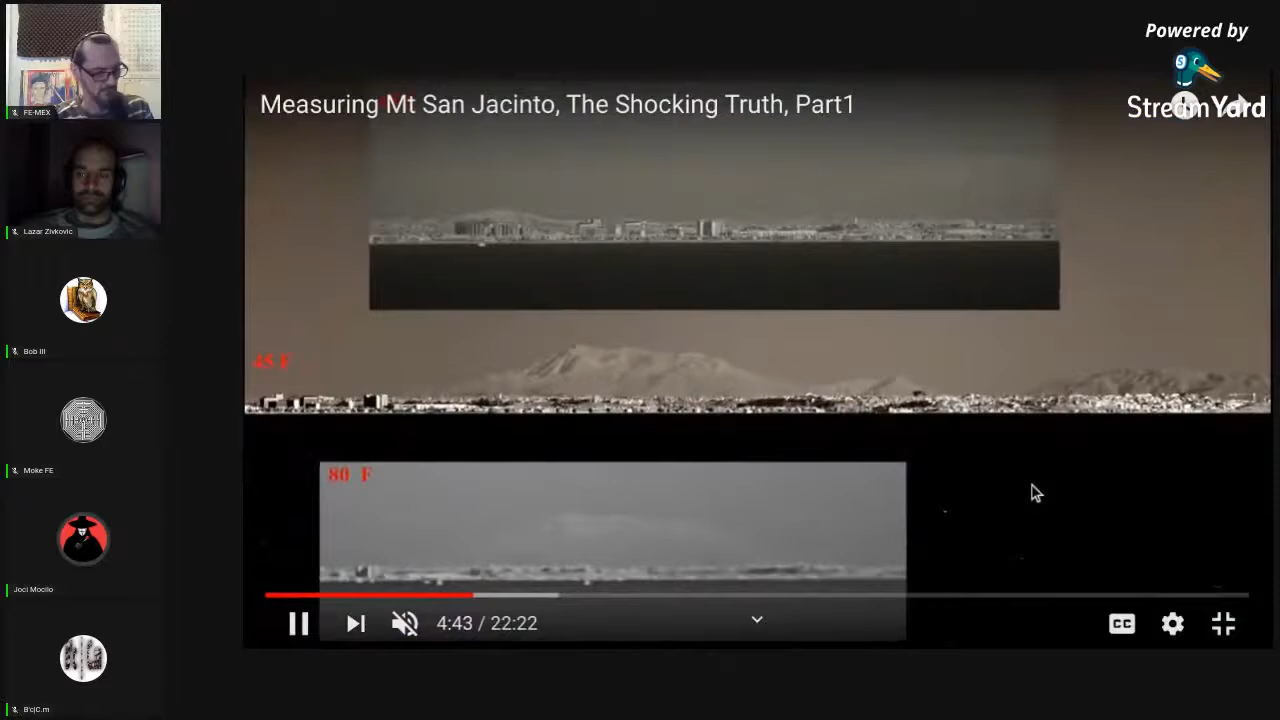 Powered by
StreamYard
Measuring Mt San Jacinto, The Shocking Truth, Part1
FE-MEX
Lazar Zivkovic
45 F
Bob III
Moke FE
80 F
Joci Mocilo
4:43 / 22:22
CC
B'c|C.m